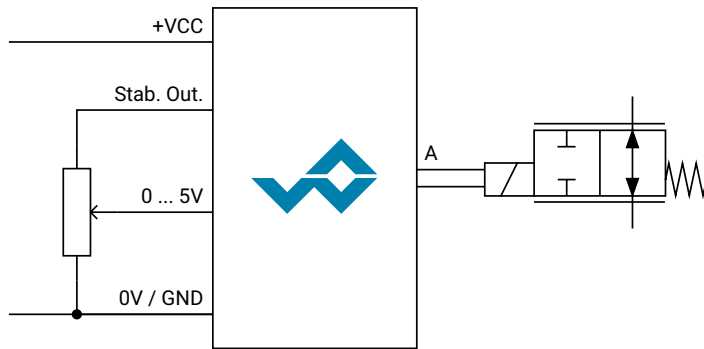 +VCC
Stab. Out.
A
0 ... 5V
0V / GND